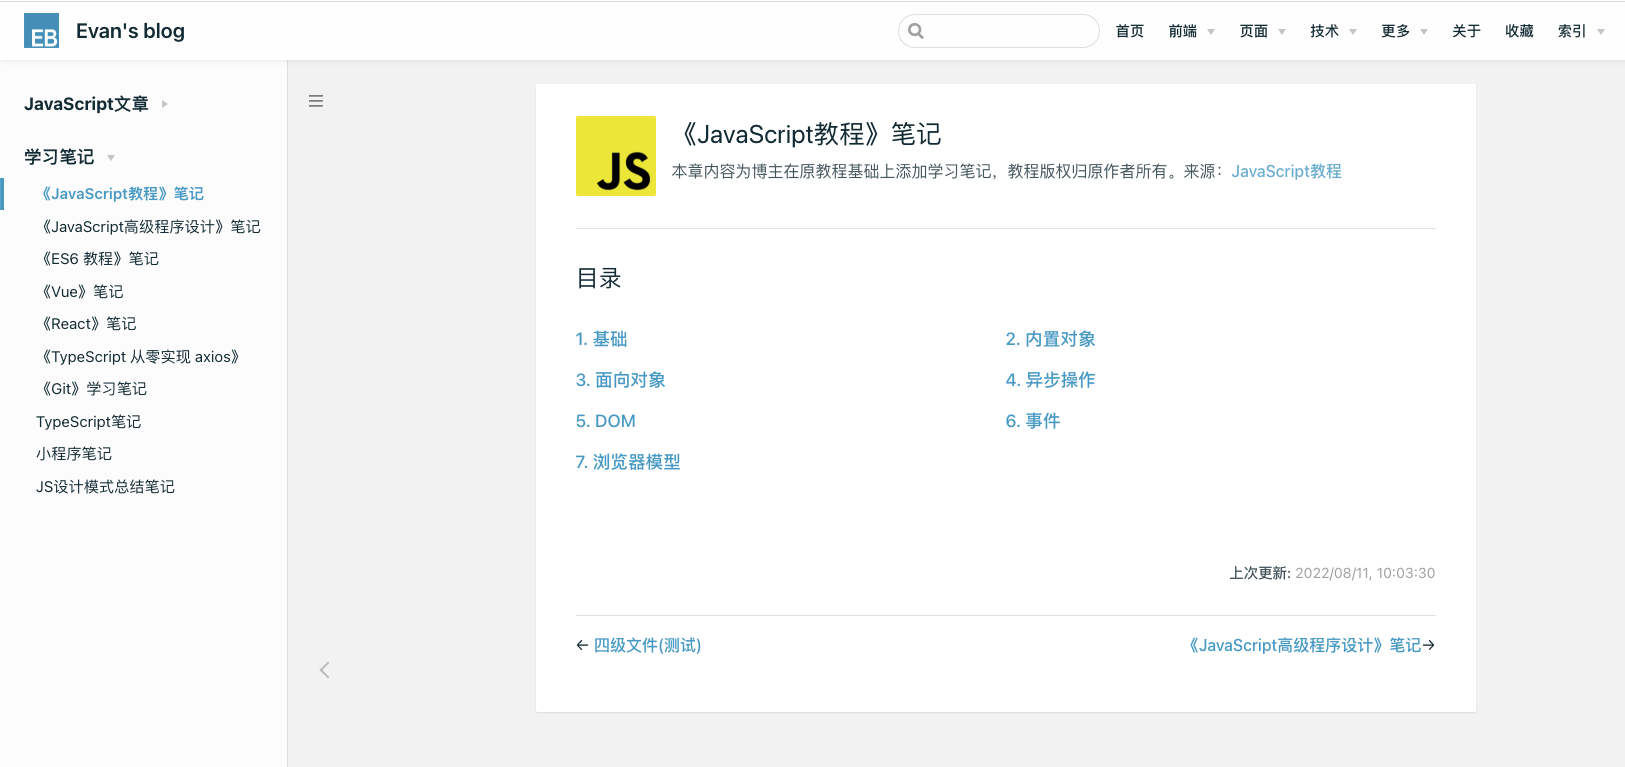 EB
Evan's blog
首页 前端 页面 技术 更多 关于 收藏 索引
JavaScript文章
学习笔记
《JavaScript教程》笔记
《JavaScript高级程序设计》笔记
《ES6 教程》笔记
《Vue》笔记
《React》笔记
《TypeScript 从零实现 axios》
《Git》学习笔记
TypeScript笔记
小程序笔记
JS设计模式总结笔记
JS
《JavaScript教程》笔记
本章内容为博主在原教程基础上添加学习笔记，教程版权归原作者所有。来源：JavaScript教程
目录
1. 基础
2. 内置对象
3. 面向对象
4. 异步操作
5. DOM
6. 事件
7. 浏览器模型
上次更新: 2022/08/11, 10:03:30
← 四级文件(测试)
《JavaScript高级程序设计》笔记→